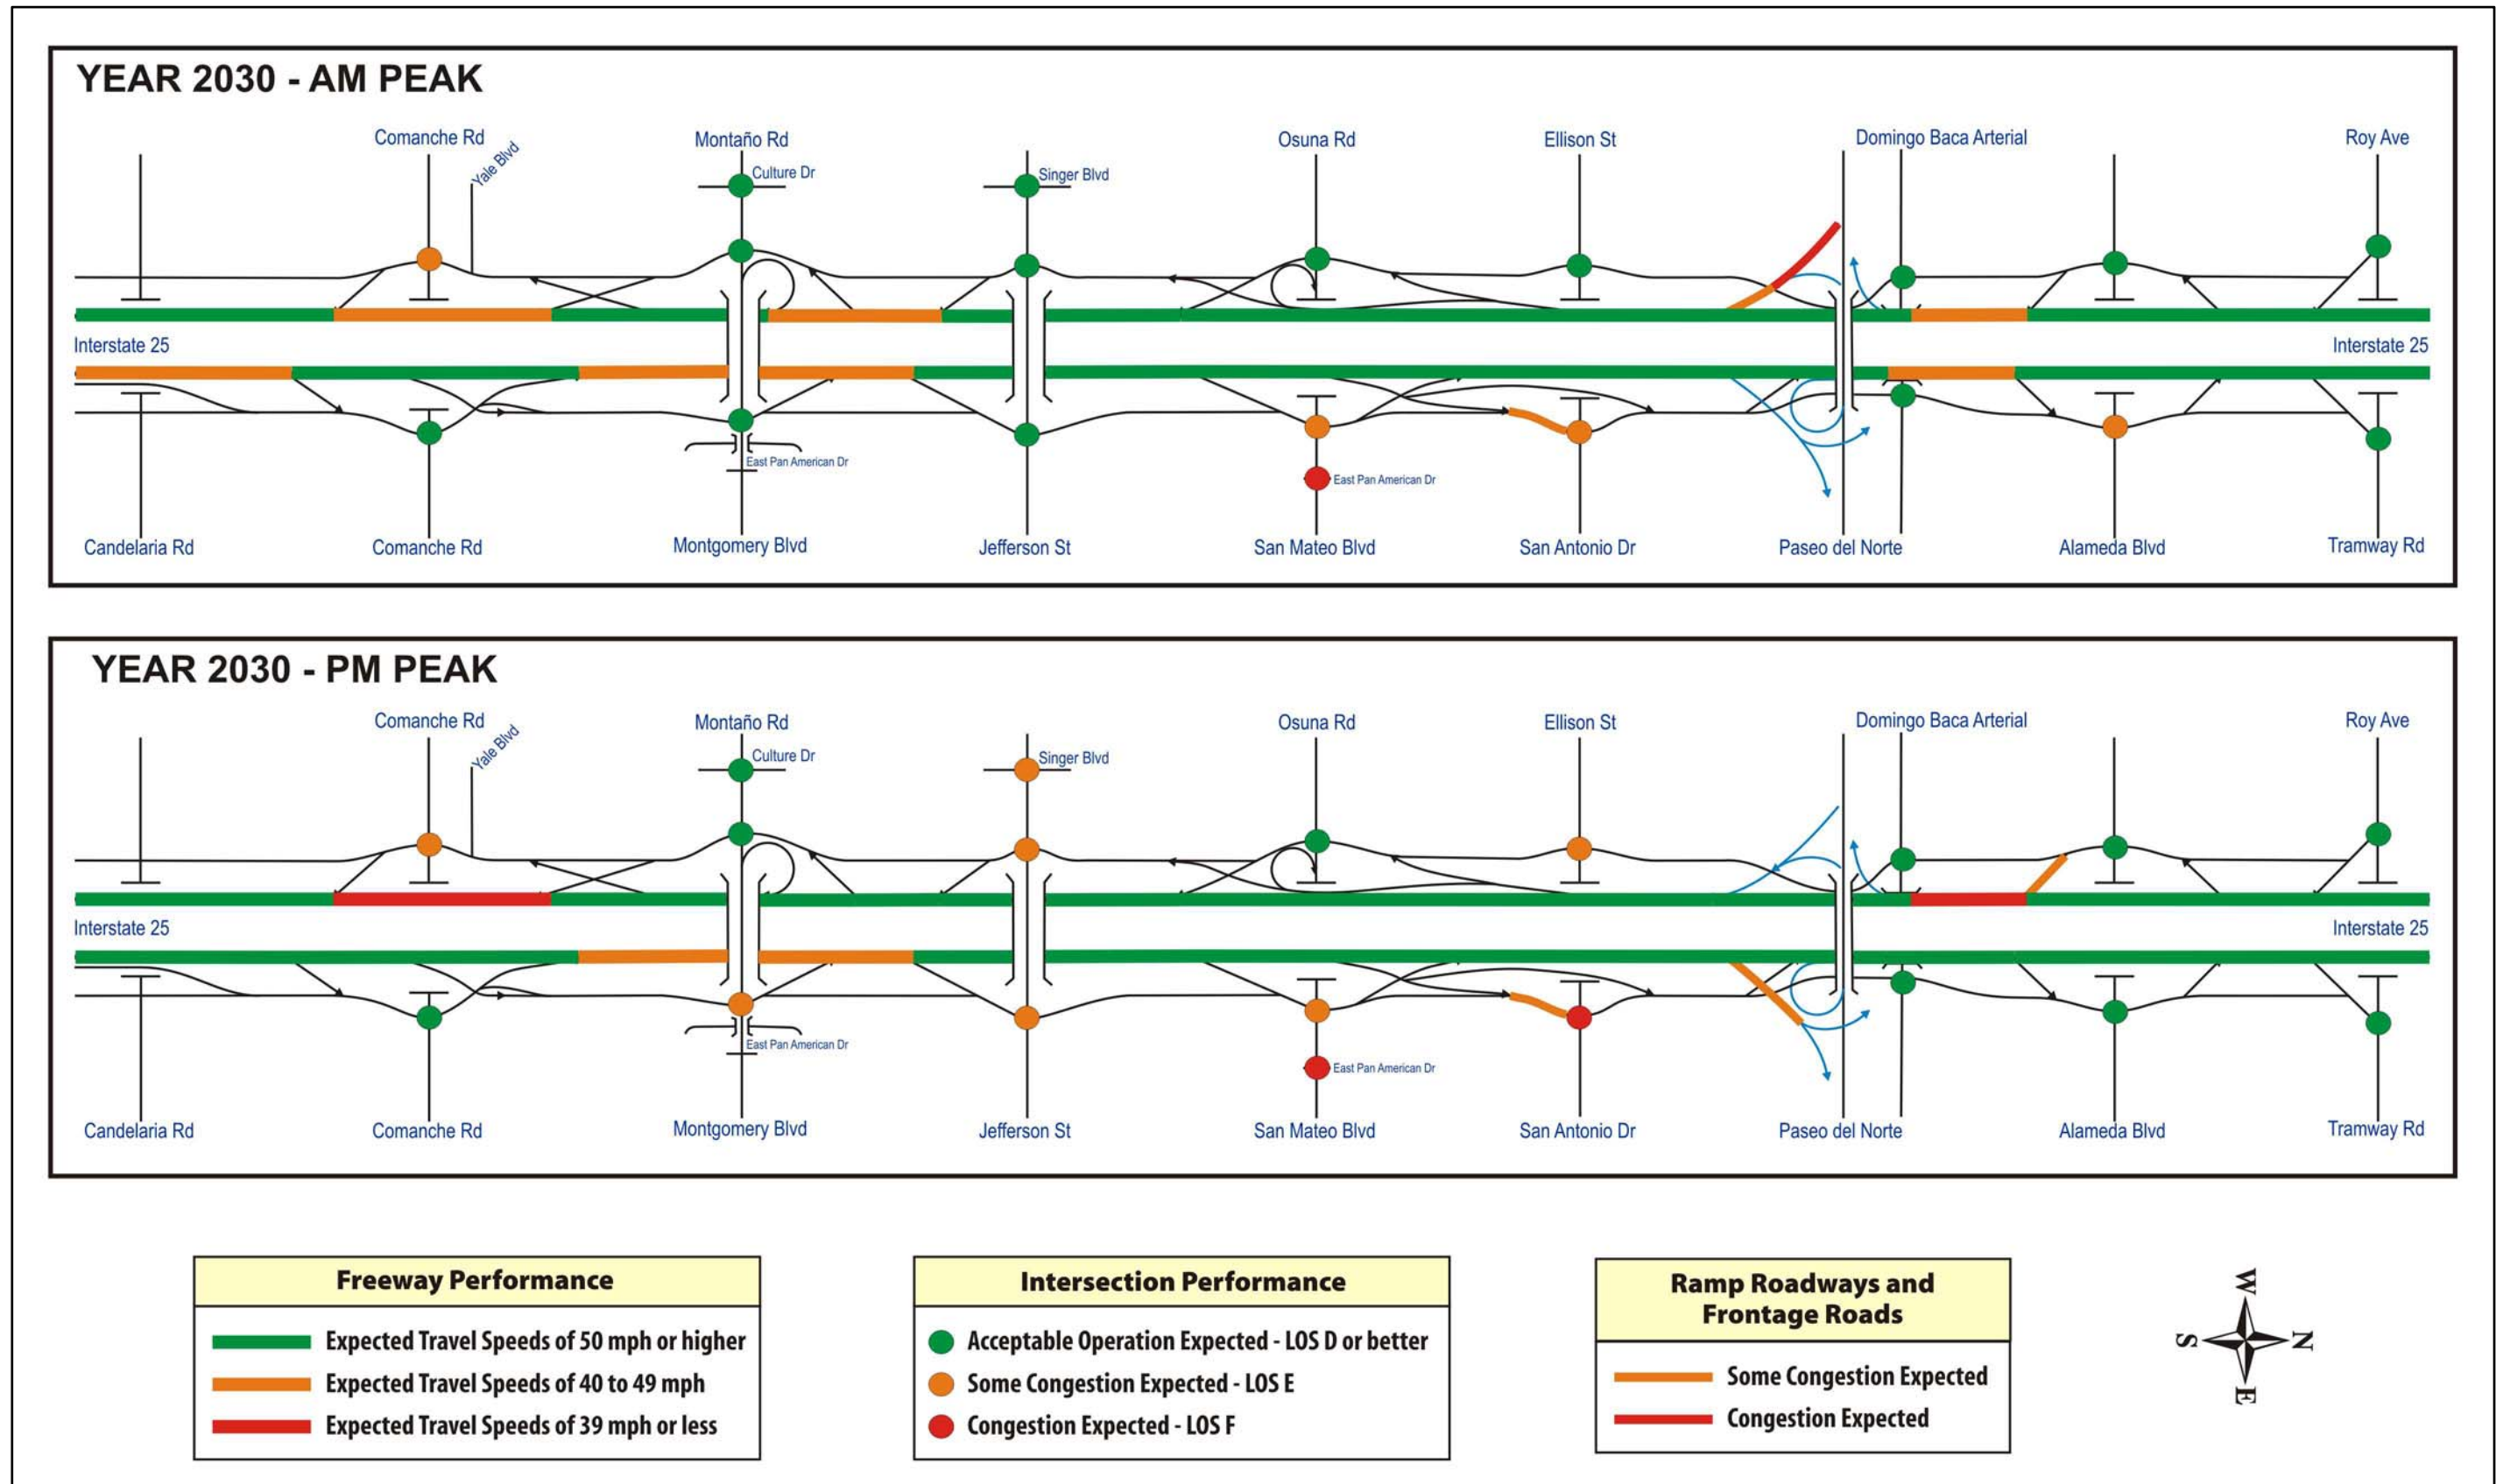 YEAR 2030 - AM PEAK
Comanche Rd
Yale Blvd
Montaño Rd
Culture Dr
Singer Blvd
Osuna Rd
Ellison St
Domingo Baca Arterial
Roy Ave
Interstate 25
Interstate 25
East Pan American Dr
East Pan American Dr
Candelaria Rd
Comanche Rd
Montgomery Blvd
Jefferson St
San Mateo Blvd
San Antonio Dr
Paseo del Norte
Alameda Blvd
Tramway Rd
YEAR 2030 - PM PEAK
Comanche Rd
Yale Blvd
Montaño Rd
Culture Dr
Singer Blvd
Osuna Rd
Ellison St
Domingo Baca Arterial
Roy Ave
Interstate 25
Interstate 25
East Pan American Dr
East Pan American Dr
Candelaria Rd
Comanche Rd
Montgomery Blvd
Jefferson St
San Mateo Blvd
San Antonio Dr
Paseo del Norte
Alameda Blvd
Tramway Rd
Freeway Performance
Expected Travel Speeds of 50 mph or higher
Expected Travel Speeds of 40 to 49 mph
Expected Travel Speeds of 39 mph or less
Intersection Performance
Acceptable Operation Expected - LOS D or better
Some Congestion Expected - LOS E
Congestion Expected - LOS F
Ramp Roadways and
Frontage Roads
Some Congestion Expected
Congestion Expected
W
S
N
E